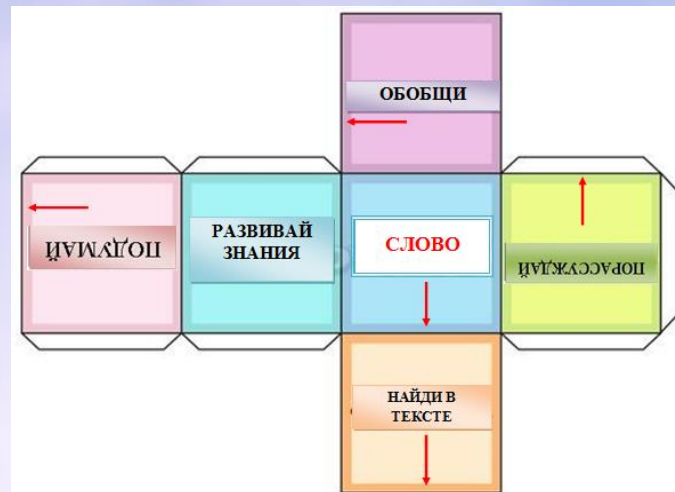 ОБОБЩИ
ПОДУМАЙ
РАЗВИВАЙ
ЗНАНИЯ
СЛОВО
ПОРАССУЖДАЙ
НАЙДИ В
ТЕКСТЕ